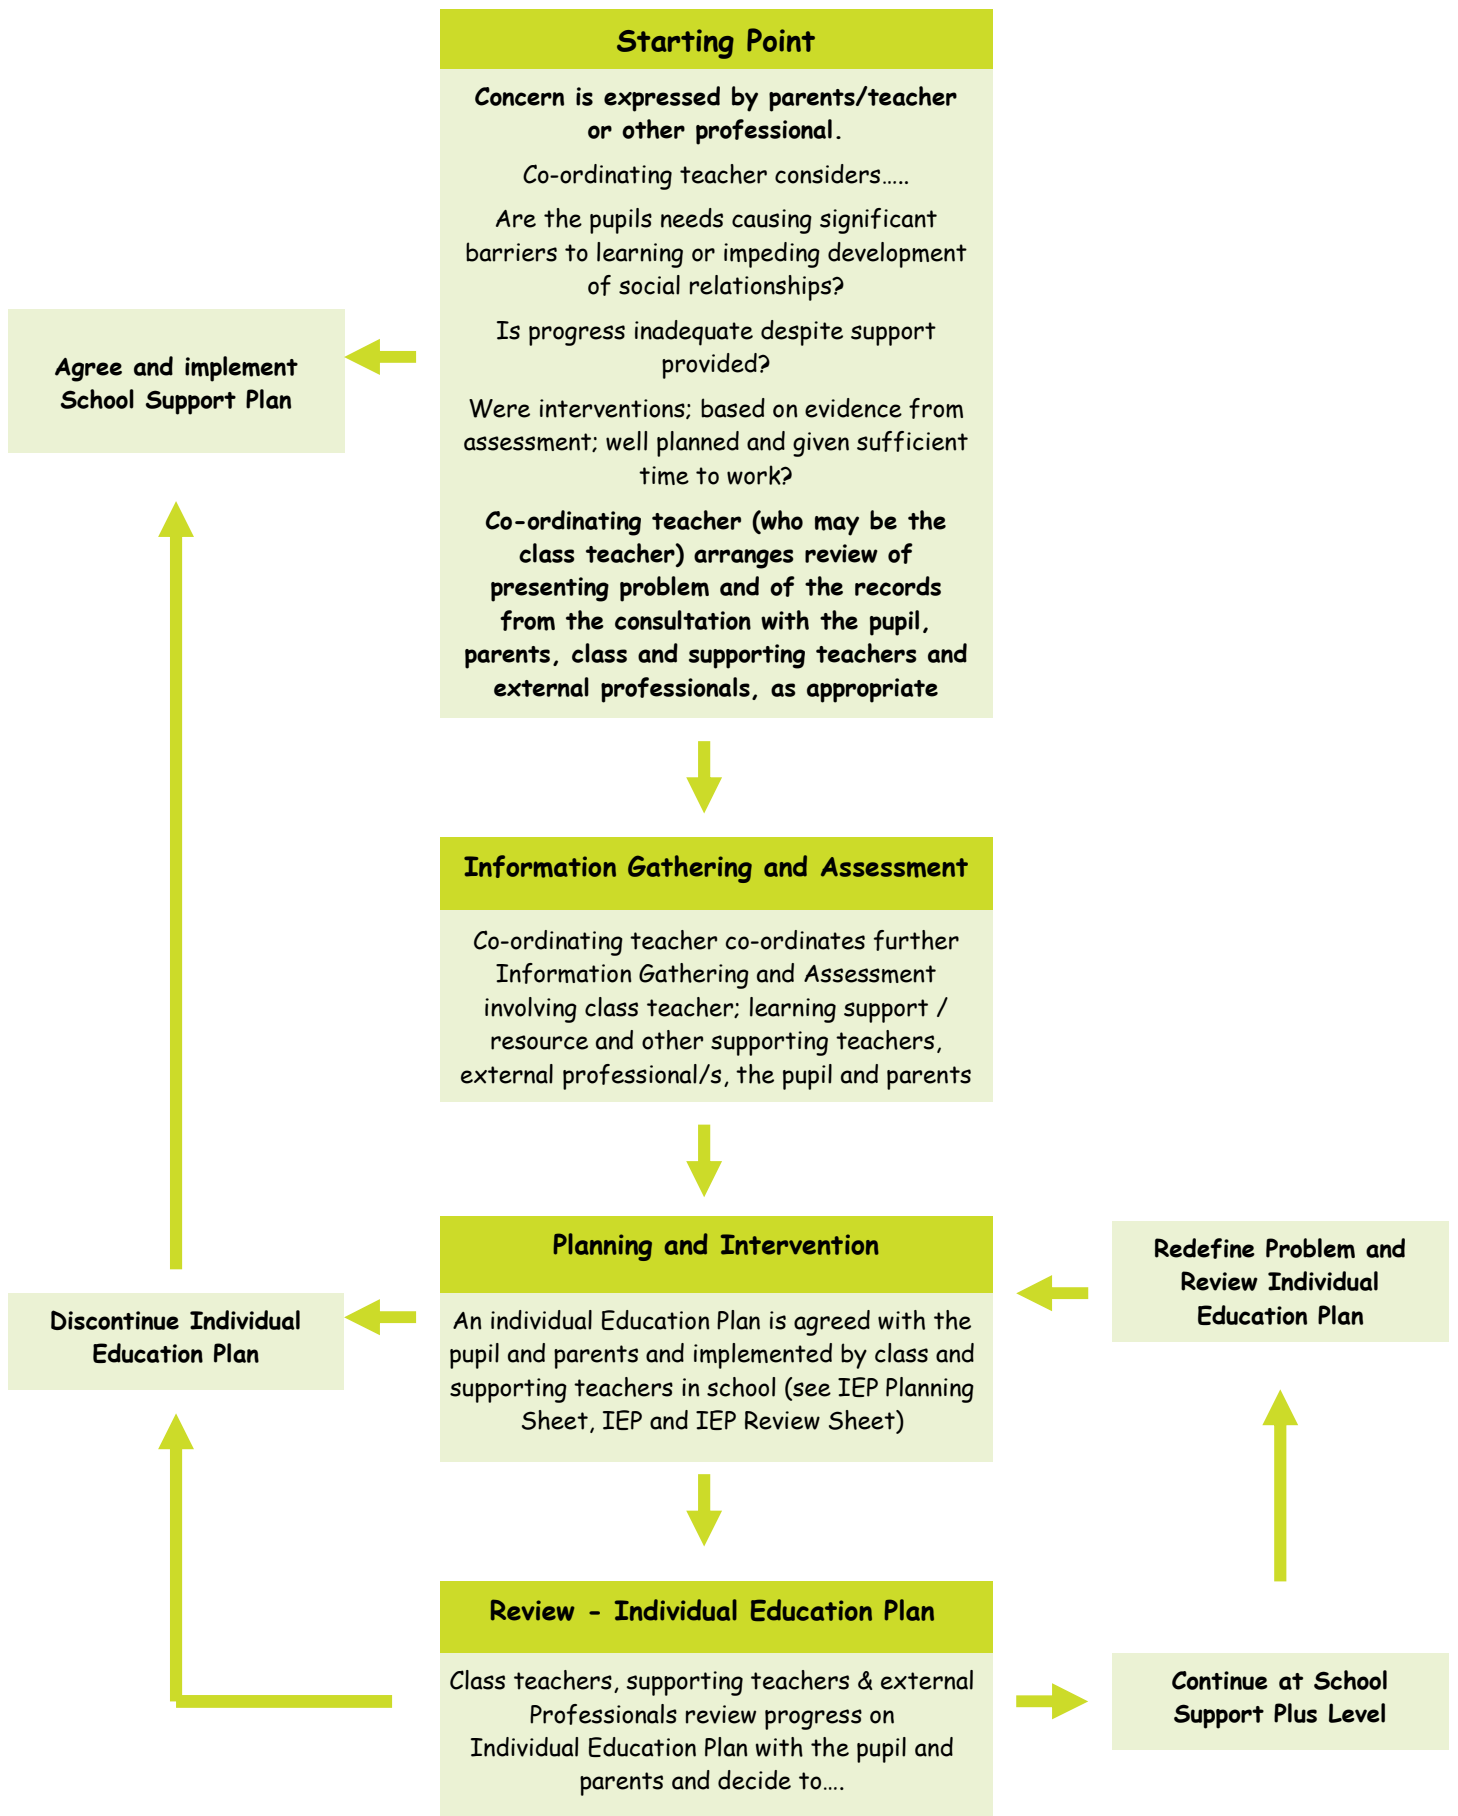 Starting Point
Concern is expressed by parents/teacher
or other professional.
Co-ordinating teacher considers…..
Are the pupils needs causing significant
barriers to learning or impeding development
of social relationships?
Is progress inadequate despite support
provided?
Were interventions; based on evidence from
assessment; well planned and given sufficient
time to work?
Co-ordinating teacher (who may be the
class teacher) arranges review of
presenting problem and of the records
from the consultation with the pupil,
parents, class and supporting teachers and
external professionals, as appropriate
Agree and implement
School Support Plan
Information Gathering and Assessment
Co-ordinating teacher co-ordinates further
Information Gathering and Assessment
involving class teacher; learning support /
resource and other supporting teachers,
external professional/s, the pupil and parents
Planning and Intervention
An individual Education Plan is agreed with the
pupil and parents and implemented by class and
supporting teachers in school (see IEP Planning
Sheet, IEP and IEP Review Sheet)
Redefine Problem and
Review Individual
Education Plan
Discontinue Individual
Education Plan
Review - Individual Education Plan
Class teachers, supporting teachers & external
Professionals review progress on
Individual Education Plan with the pupil and
parents and decide to….
Continue at School
Support Plus Level